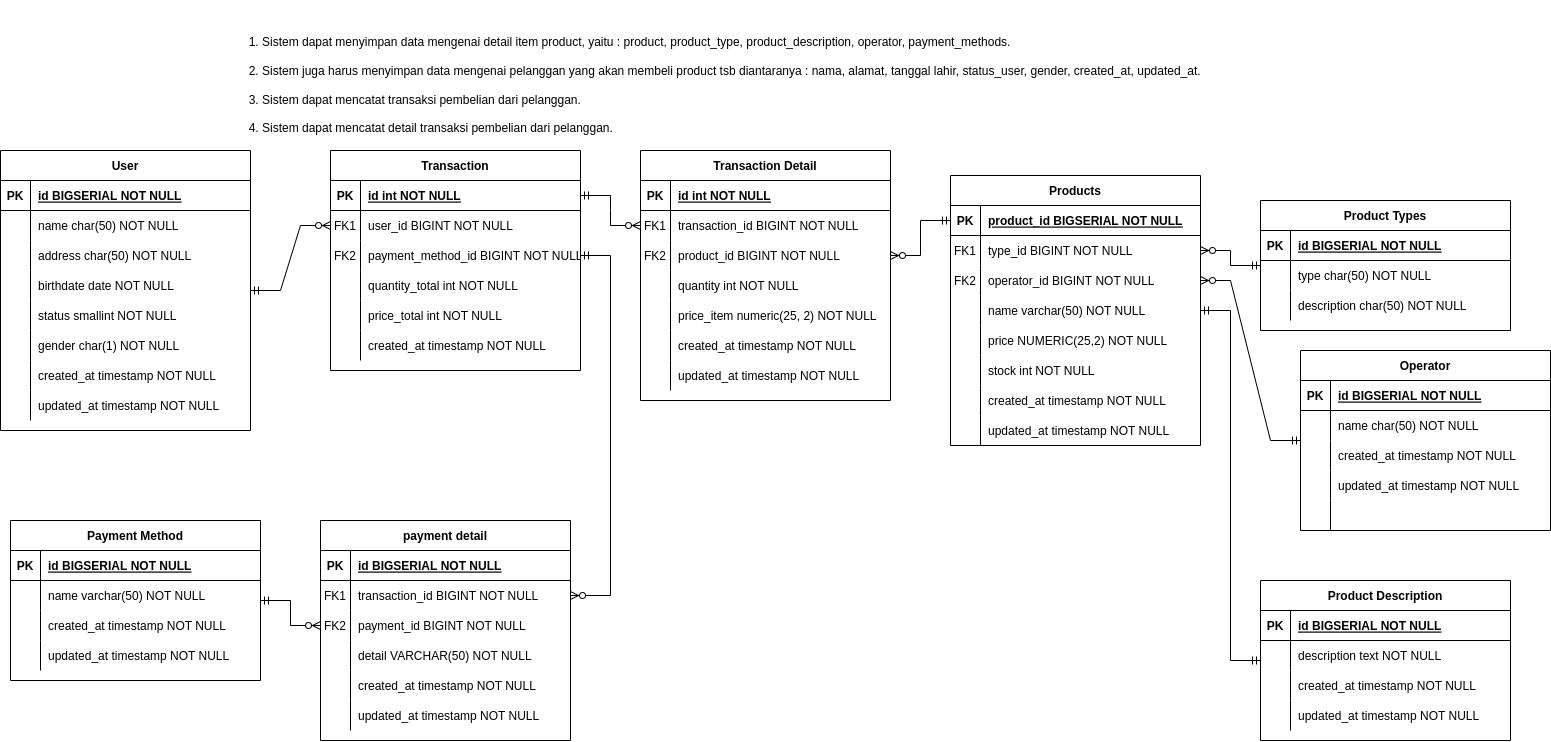 1. Sistem dapat menyimpan data mengenai detail item product, yaitu : product, product_type, product_description, operator, payment_methods.
2. Sistem juga harus menyimpan data mengenai pelanggan yang akan membeli product tsb diantaranya : nama, alamat, tanggal lahir, status_user, gender, created_at, updated_at.
3. Sistem dapat mencatat transaksi pembelian dari pelanggan.
4. Sistem dapat mencatat detail transaksi pembelian dari pelanggan.
User
PK id BIGSERIAL NOT NULL
name char(50) NOT NULL
address char(50) NOT NULL
birthdate date NOT NULL
status smallint NOT NULL
gender char(1) NOT NULL
created_at timestamp NOT NULL
updated_at timestamp NOT NULL
Transaction
PK id int NOT NULL
FK1 user_id BIGINT NOT NULL
FK2 payment_method_id BIGINT NOT NULL
quantity_total int NOT NULL
price_total int NOT NULL
created_at timestamp NOT NULL
Transaction Detail
PK id int NOT NULL
FK1 transaction_id BIGINT NOT NULL
FK2 product_id BIGINT NOT NULL
quantity int NOT NULL
price_item numeric(25, 2) NOT NULL
created_at timestamp NOT NULL
updated_at timestamp NOT NULL
Products
PK product_id BIGSERIAL NOT NULL
FK1 type_id BIGINT NOT NULL
FK2 operator_id BIGINT NOT NULL
name varchar(50) NOT NULL
price NUMERIC(25,2) NOT NULL
stock int NOT NULL
created_at timestamp NOT NULL
updated_at timestamp NOT NULL
Product Types
PK id BIGSERIAL NOT NULL
type char(50) NOT NULL
description char(50) NOT NULL
Operator
PK id BIGSERIAL NOT NULL
name char(50) NOT NULL
created_at timestamp NOT NULL
updated_at timestamp NOT NULL
Payment Method
PK id BIGSERIAL NOT NULL
name varchar(50) NOT NULL
created_at timestamp NOT NULL
updated_at timestamp NOT NULL
payment detail
PK id BIGSERIAL NOT NULL
FK1 transaction_id BIGINT NOT NULL
FK2 payment_id BIGINT NOT NULL
detail VARCHAR(50) NOT NULL
created_at timestamp NOT NULL
updated_at timestamp NOT NULL
Product Description
PK id BIGSERIAL NOT NULL
description text NOT NULL
created_at timestamp NOT NULL
updated_at timestamp NOT NULL